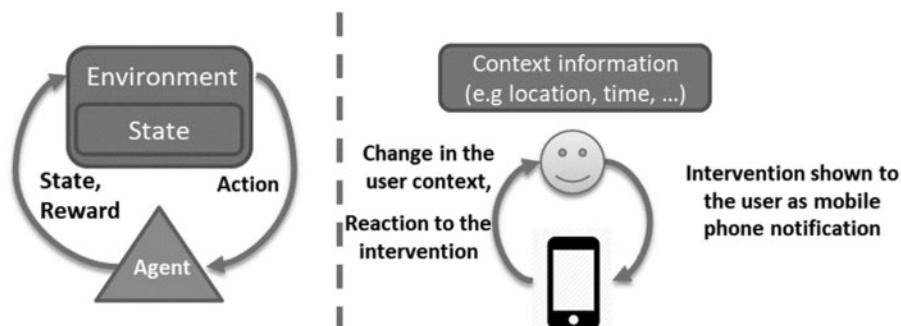 Environment
State
State,
Reward
Action
Agent
Context information
(e.g location, time, ...)
Change in the
user context,
Reaction to the
intervention
Intervention shown to
the user as mobile
phone notification